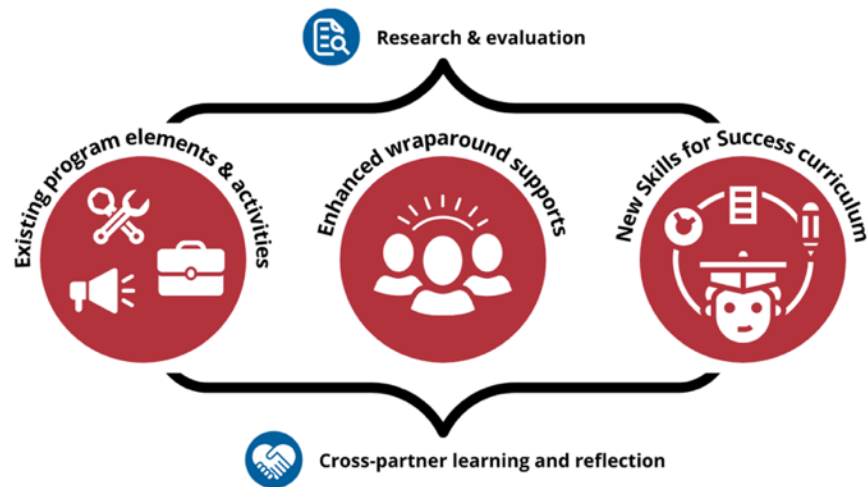 Research & evaluation
Existing program elements & activities
Enhanced wraparound supports
New Skills for Success curriculum
Cross-partner learning and reflection